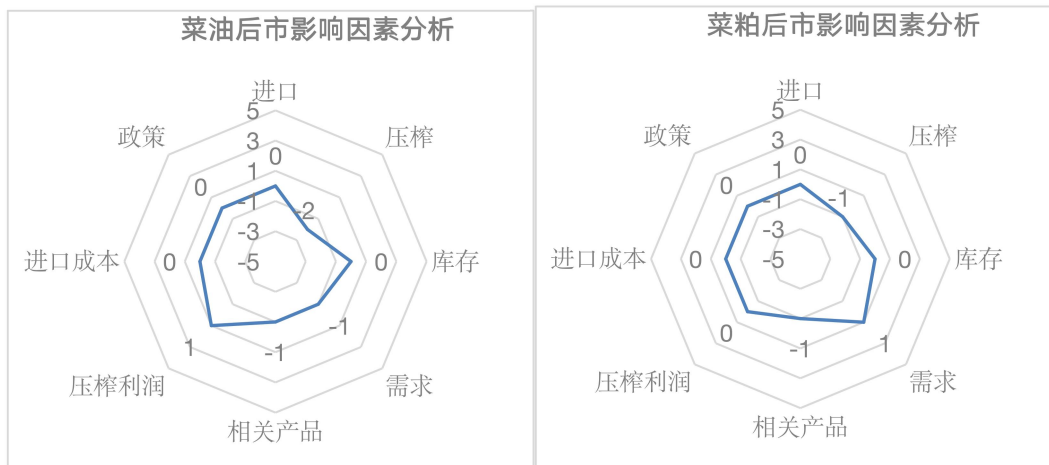 菜油后市影响因素分析
进口
5
政策
压榨
3
0
1
0
-1
-2
-3
进口成本
0
-5
0
库存
-1
1
-1
压榨利润
需求
相关产品
菜粕后市影响因素分析
进口
5
政策
压榨
3
0
1
0
-1
-1
-3
进口成本
0
-5
0
库存
0
-1
1
压榨利润
需求
相关产品